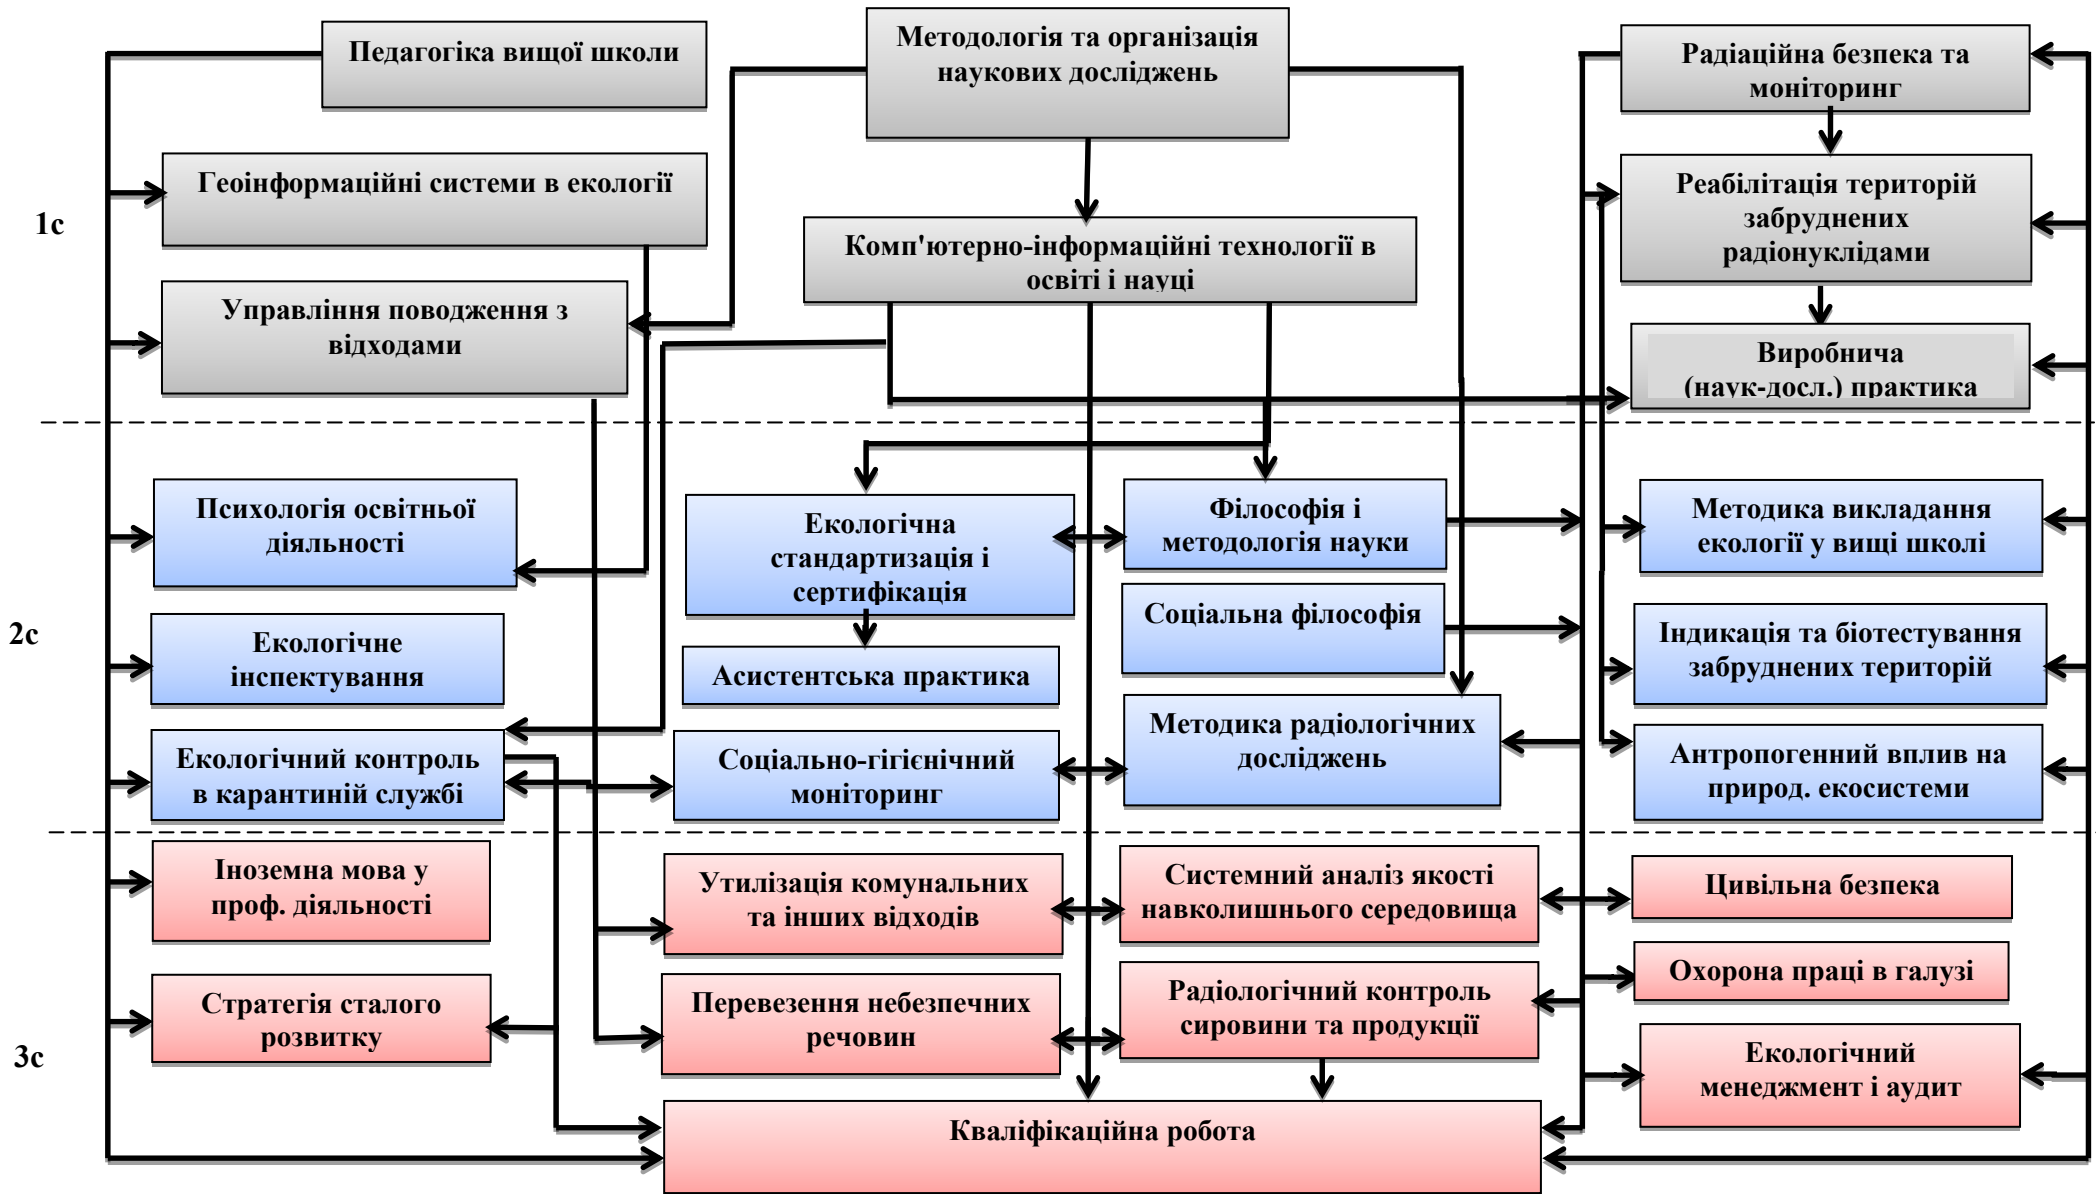 Педагогіка вищої школи
Методологія та організація
наукових досліджень
Радіаційна безпека та
моніторинг
Геоінформаційні системи в екології
Реабілітація територій
забруднених
радіонуклідами
1с
Комп'ютерно-інформаційні технології в
освіті і науці
Управління поводження з
відходами
Виробнича
(наук-досл.) практика
Психологія освітньої
діяльності
Екологічна
стандартизація і
сертифікація
Філософія і
методологія науки
Методика викладання
екології у вищі школі
2с
Екологічне
інспектування
Асистентська практика
Соціальна філософія
Індикація та біотестування
забруднених територій
Екологічний контроль
в карантиній службі
Соціально-гігієнічний
моніторинг
Методика радіологічних
досліджень
Антропогенний вплив на
природ. екосистеми
Іноземна мова у
проф. діяльності
Утилізація комунальних
та інших відходів
Системний аналіз якості
навколишнього середовища
Цивільна безпека
Охорона праці в галузі
Стратегія сталого
розвитку
Перевезення небезпечних
речовин
Радіологічний контроль
сировини та продукції
3с
Екологічний
менеджмент і аудит
Кваліфікаційна робота